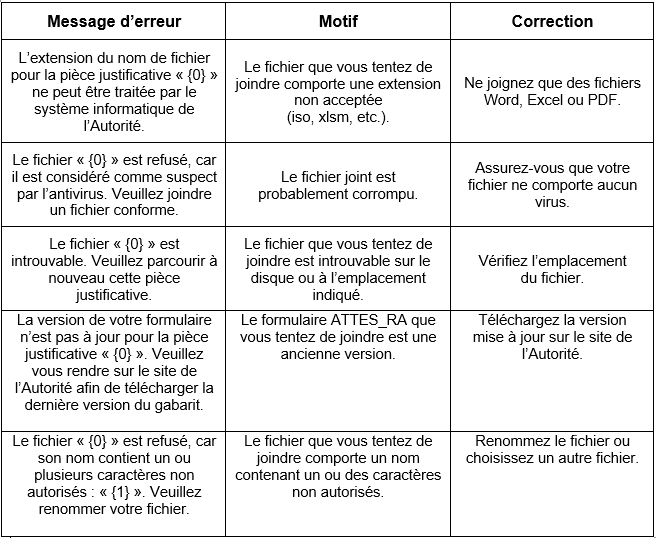 Message d’erreur
Motif
Correction
L’extension du nom de fichier
pour la pièce justificative « {0} »
ne peut être traitée par le
système informatique de
l’Autorité.
Le fichier que vous tentez de
joindre comporte une extension
non acceptée
(iso, xlsm, etc.).
Ne joignez que des fichiers
Word, Excel ou PDF.
Le fichier « {0} » est refusé, car
il est considéré comme suspect
par l’antivirus. Veuillez joindre
un fichier conforme.
Le fichier joint est
probablement corrompu.
Assurez-vous que votre
fichier ne comporte aucun
virus.
Le fichier « {0} » est
introuvable. Veuillez parcourir à
nouveau cette pièce
justificative.
Le fichier que vous tentez de
joindre est introuvable sur le
disque ou à l’emplacement
indiqué.
Vérifiez l’emplacement
du fichier.
La version de votre formulaire
n’est pas à jour pour la pièce
justificative « {0} ». Veuillez
vous rendre sur le site de
l’Autorité afin de télécharger la
dernière version du gabarit.
Le formulaire ATTES_RA que
vous tentez de joindre est une
ancienne version.
Téléchargez la version
mise à jour sur le site de
l’Autorité.
Le fichier « {0} » est refusé, car
son nom contient un ou
plusieurs caractères non
autorisés : « {1} ». Veuillez
renommer votre fichier.
Le fichier que vous tentez de
joindre comporte un nom
contenant un ou des caractères
non autorisés.
Renommez le fichier ou
choisissez un autre fichier.